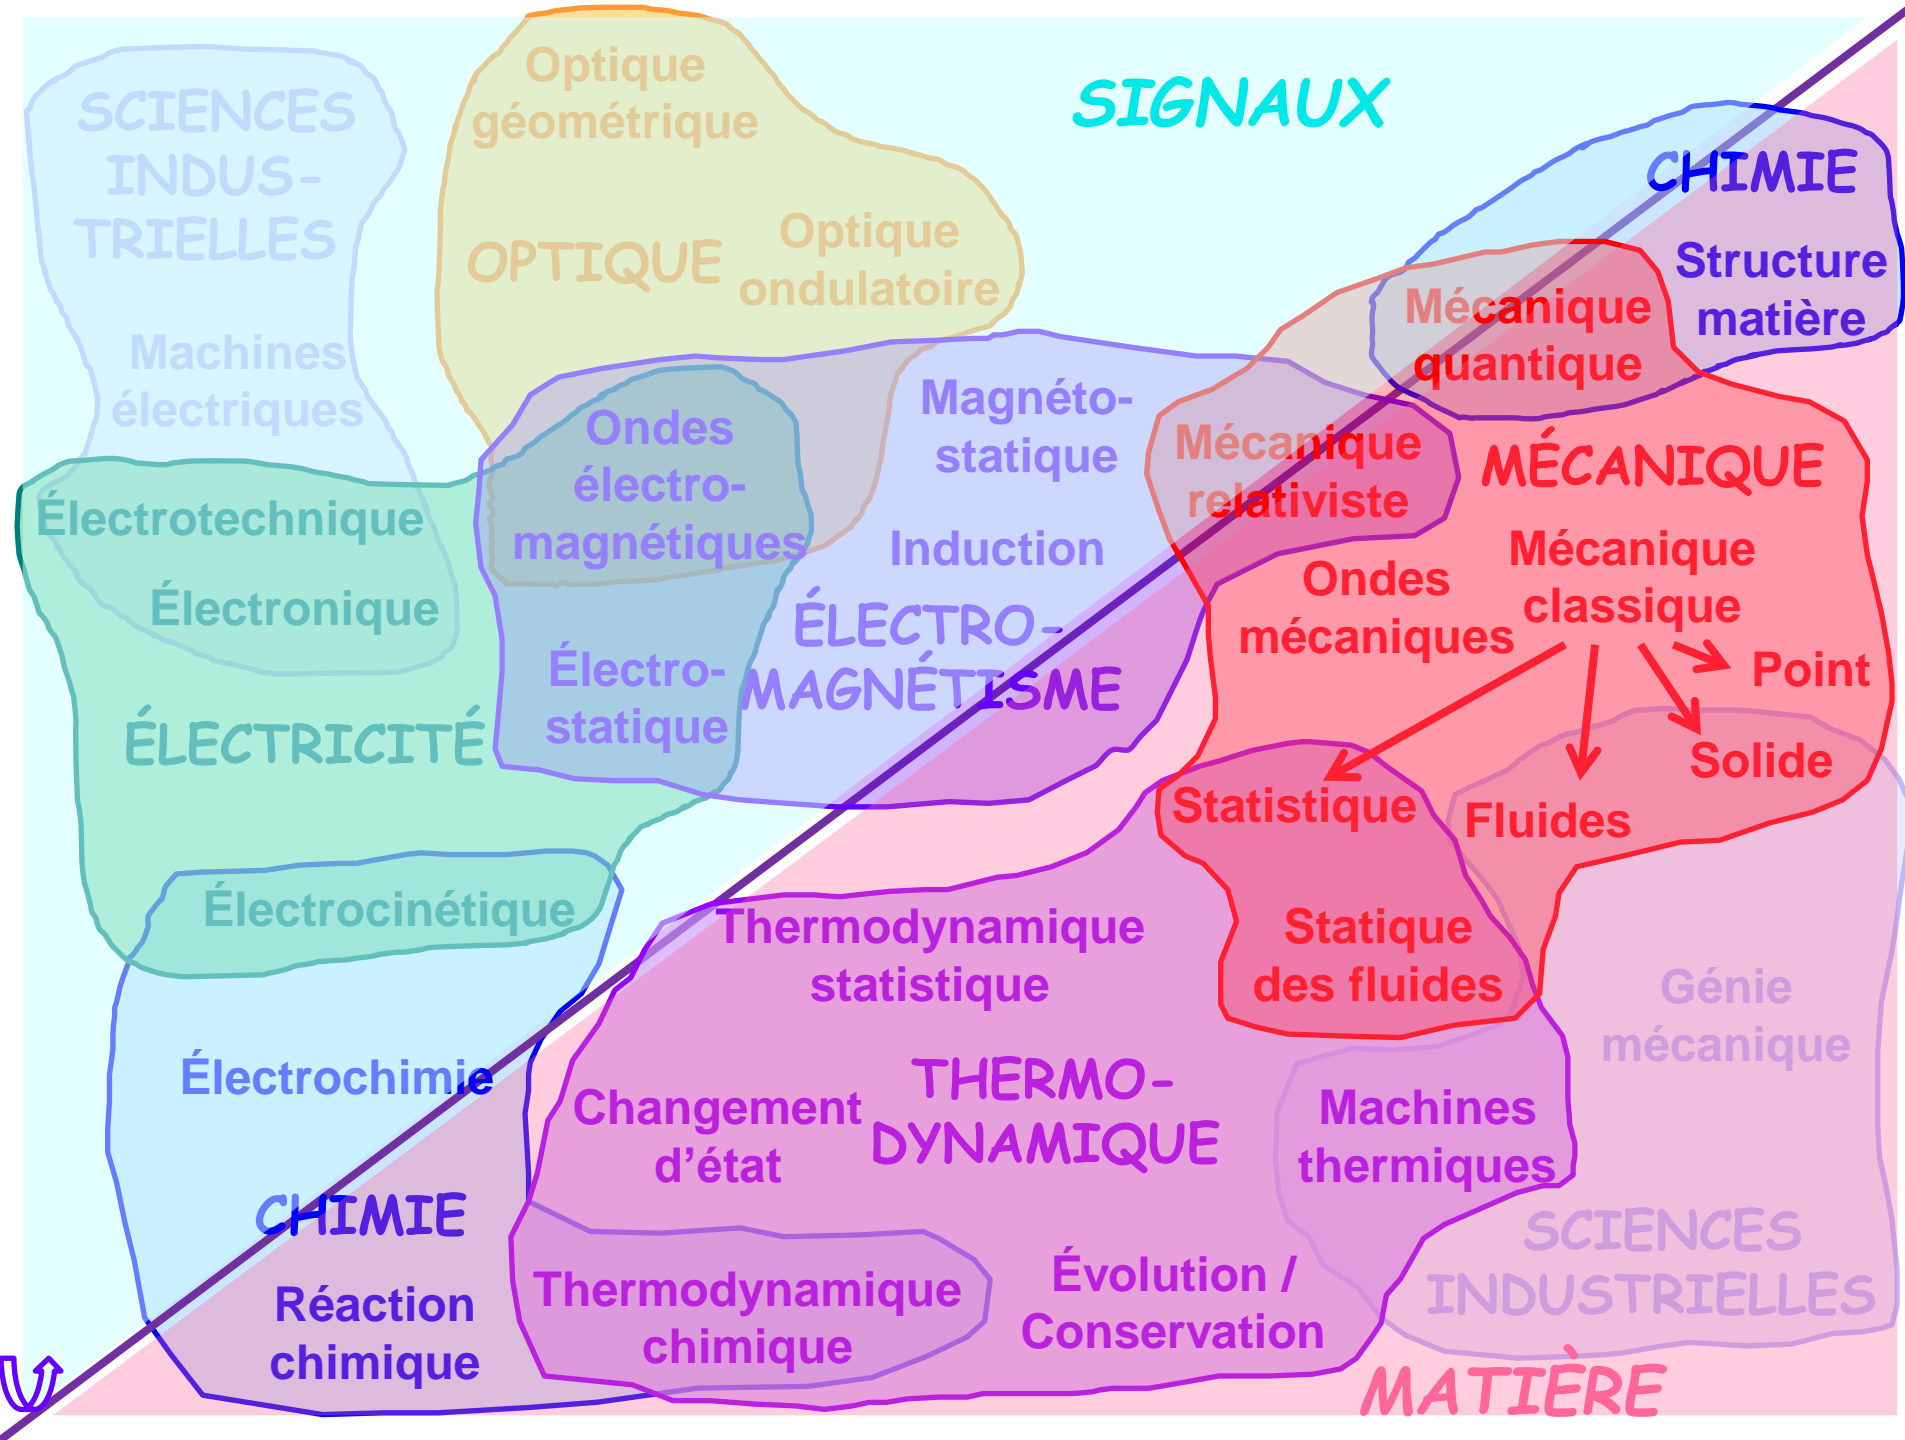 SIGNAUX
SCIENCES
INDUS-
TRIELLES
Machines
électriques
Optique
géométrique
OPTIQUE
Optique
ondulatoire
CHIMIE
Structure
matière
Mécanique
quantique
Mécanique
relativiste
MÉCANIQUE
Mécanique
classique
Ondes
mécaniques
Point
Solide
Fluides
Statistique
Statique
des fluides
Magnéto-
statique
Induction
Ondes
électro-
magnétiques
ÉLECTRO-
MAGNÉTISME
Électro-
statique
Électrotechnique
Électronique
ÉLECTRICITÉ
Électrocinétique
Électrochimie
CHIMIE
Réaction
chimique
Thermodynamique
statistique
Changement
d’état
THERMO-
DYNAMIQUE
Machines
thermiques
Thermodynamique
chimique
Évolution /
Conservation
Génie
mécanique
SCIENCES
INDUSTRIELLES
MATIÈRE